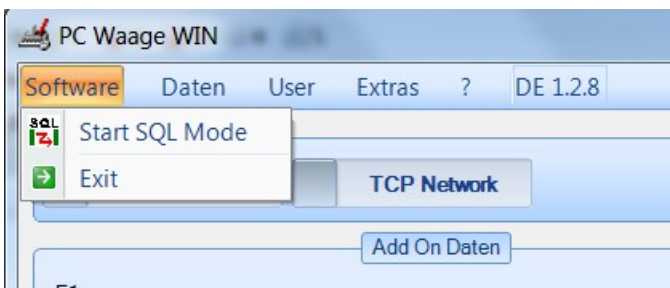 PC Waage WIN
Software Daten User Extras ? DE 1.2.8
SQL Start SQL Mode
Exit
TCP Network
Add On Daten